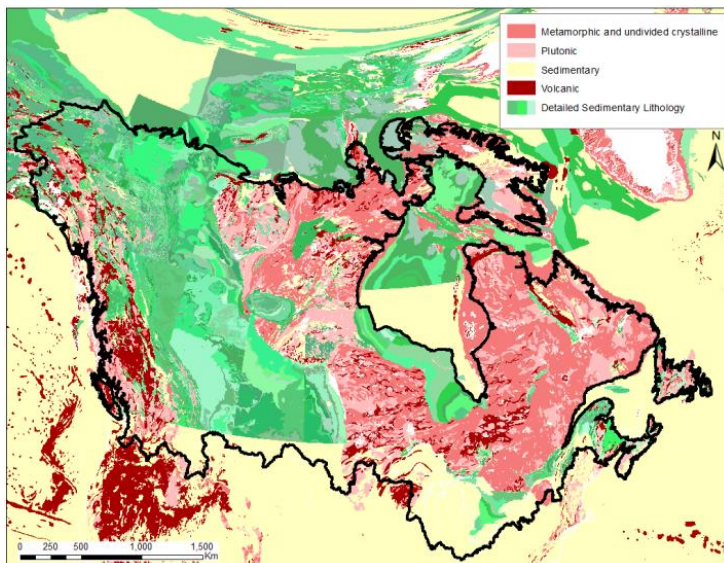 Metamorphic and undivided crystalline
Plutonic
Sedimentary
Volcanic
Detailed Sedimentary Lithology
N
0 250 500 1,000 1,500
Km